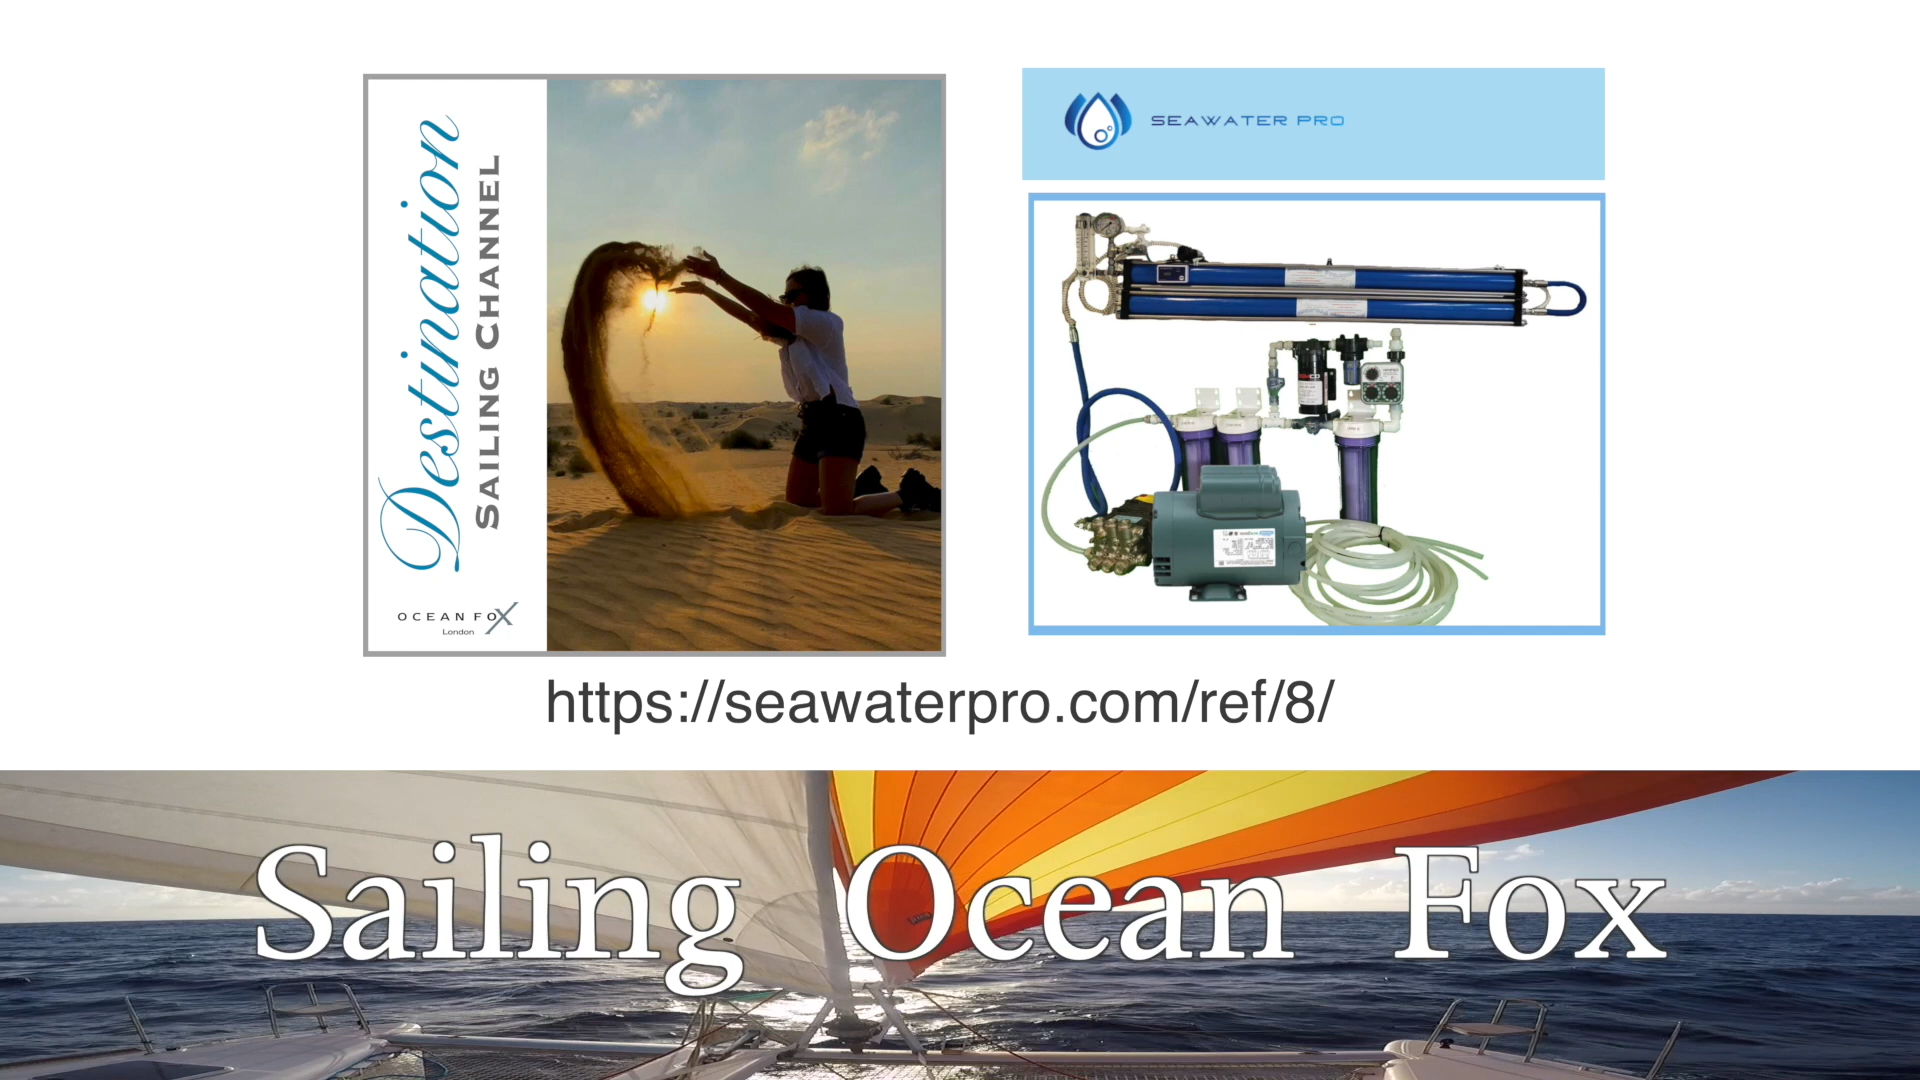 Destination
SAILING CHANNEL
OCEAN FOX
London
SEAWATER PRO
https://seawaterpro.com/ref/8/
Sailing Ocean Fox